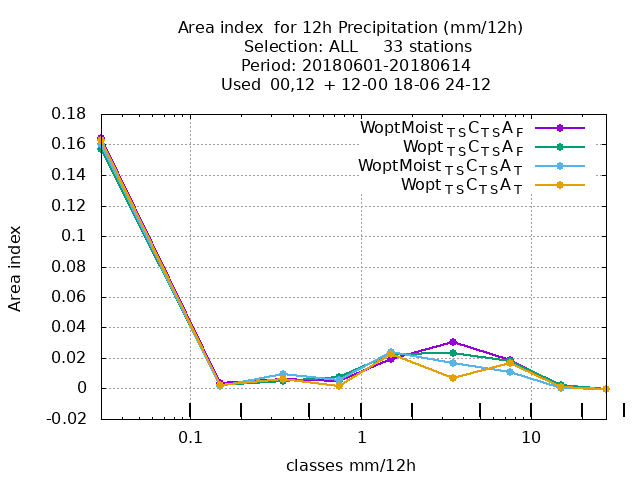 Area index  for 12h Precipitation (mm/12h)
Selection: ALL     33 stations
Period: 20180601-20180614
Used  00,12  + 12-00 18-06 24-12
WoptMoist TS C TS A F
Wopt TS C TS A F
WoptMoist TS C TS A T
Wopt TS C TS A T
0.18
0.16
0.14
0.12
0.1
0.08
0.06
0.04
0.02
0
-0.02
Area index
0.1 1 10
classes mm/12h